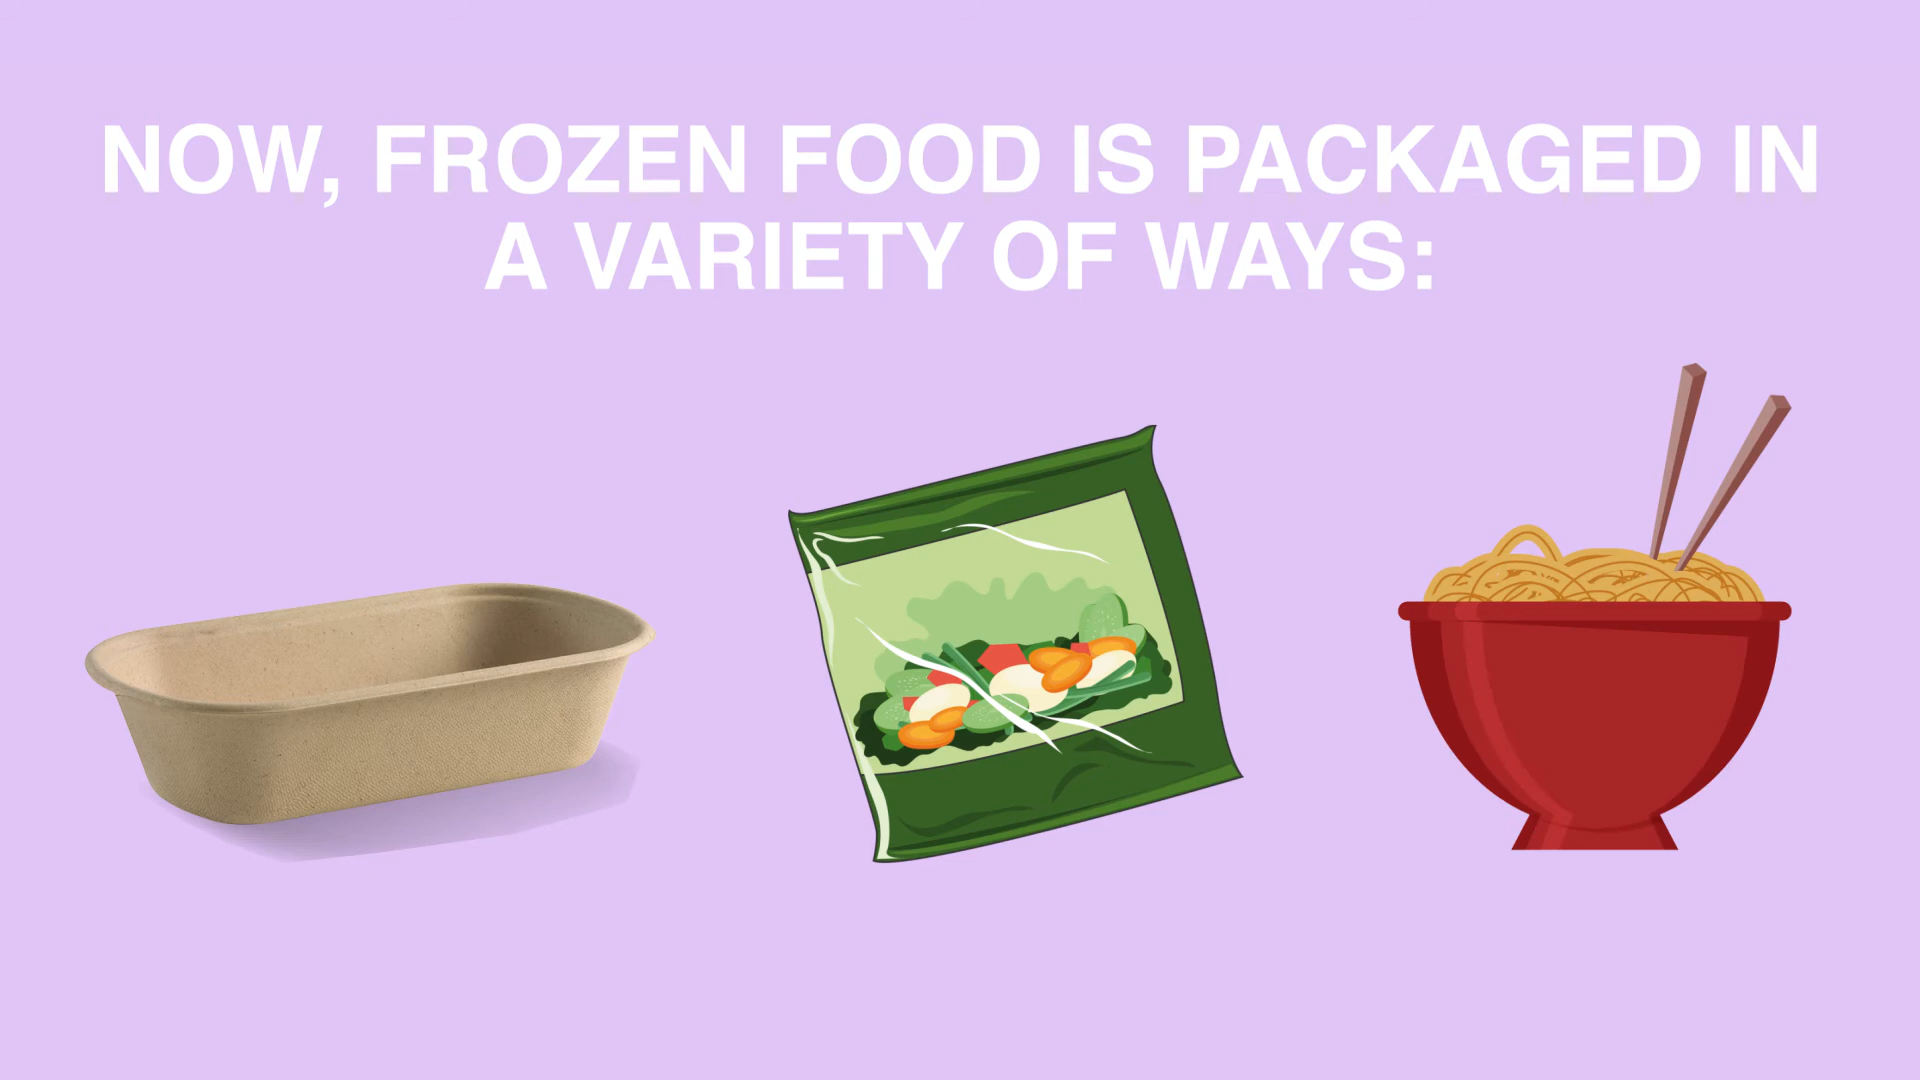 NOW, FROZEN FOOD IS PACKAGED IN
A VARIETY OF WAYS: